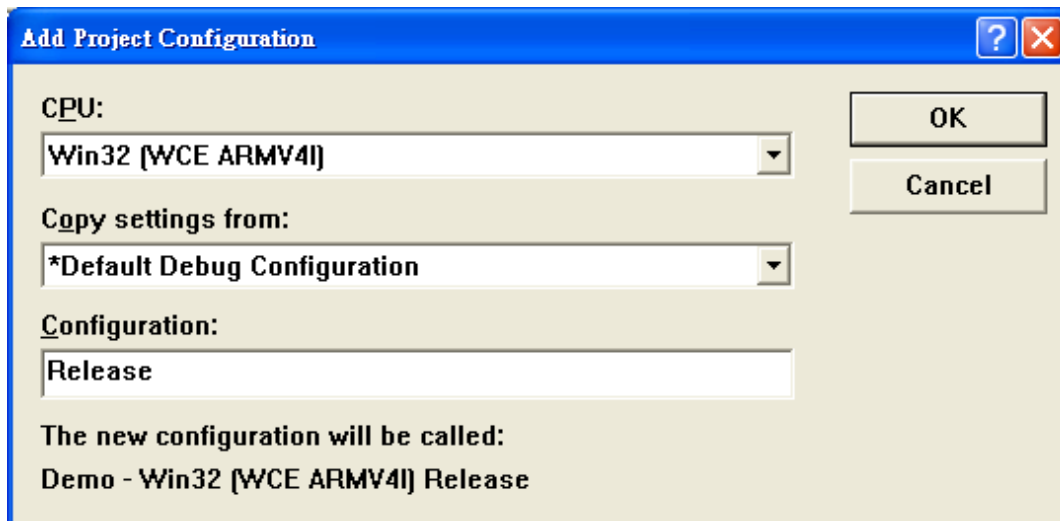 Add Project Configuration
CPU:
Win32 (WCE ARMV4I)
OK
Cancel
Copy settings from:
*Default Debug Configuration
Configuration:
Release
The new configuration will be called:
Demo - Win32 (WCE ARMV4I) Release